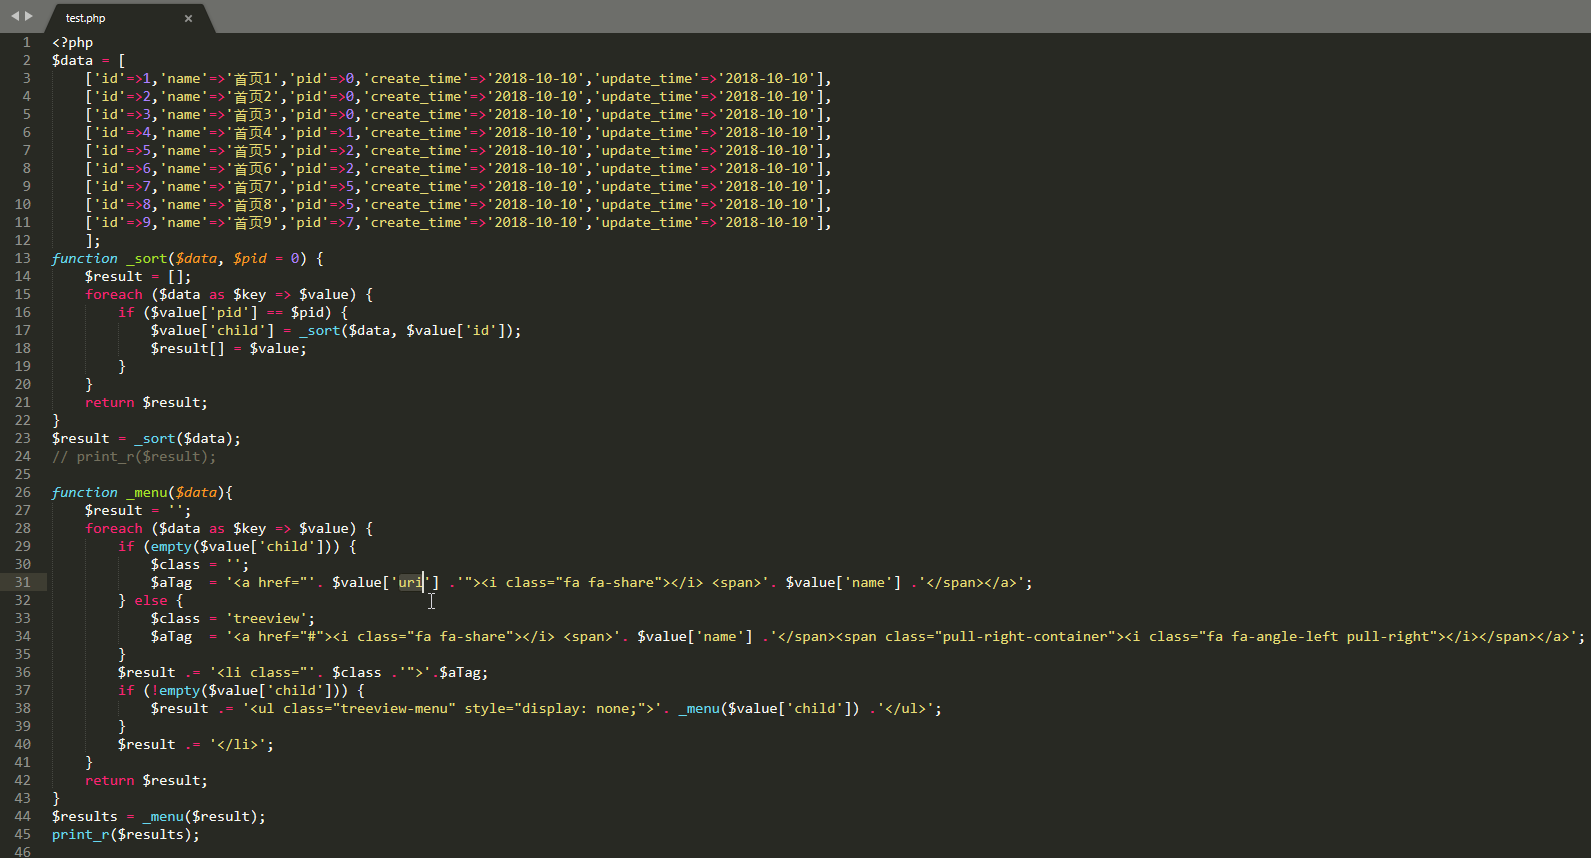 test.php ×
1 <?php
2 $data = [
3     ['id'=>1,'name'=>'首页1','pid'=>0,'create_time'=>'2018-10-10','update_time'=>'2018-10-10'],
4     ['id'=>2,'name'=>'首页2','pid'=>0,'create_time'=>'2018-10-10','update_time'=>'2018-10-10'],
5     ['id'=>3,'name'=>'首页3','pid'=>0,'create_time'=>'2018-10-10','update_time'=>'2018-10-10'],
6     ['id'=>4,'name'=>'首页4','pid'=>1,'create_time'=>'2018-10-10','update_time'=>'2018-10-10'],
7     ['id'=>5,'name'=>'首页5','pid'=>2,'create_time'=>'2018-10-10','update_time'=>'2018-10-10'],
8     ['id'=>6,'name'=>'首页6','pid'=>2,'create_time'=>'2018-10-10','update_time'=>'2018-10-10'],
9     ['id'=>7,'name'=>'首页7','pid'=>5,'create_time'=>'2018-10-10','update_time'=>'2018-10-10'],
10     ['id'=>8,'name'=>'首页8','pid'=>5,'create_time'=>'2018-10-10','update_time'=>'2018-10-10'],
11     ['id'=>9,'name'=>'首页9','pid'=>7,'create_time'=>'2018-10-10','update_time'=>'2018-10-10'],
12     ];
13 function _sort($data, $pid = 0) {
14     $result = [];
15     foreach ($data as $key => $value) {
16         if ($value['pid'] == $pid) {
17             $value['child'] = _sort($data, $value['id']);
18             $result[] = $value;
19         }
20     }
21     return $result;
22 }
23 $result = _sort($data);
24 // print_r($result);
25
26 function _menu($data){
27     $result = '';
28     foreach ($data as $key => $value) {
29         if (empty($value['child'])) {
30             $class = '';
31             $aTag  = '<a href="'. $value['uri'] .'"><i class="fa fa-share"></i> <span>'. $value['name'] .'</span></a>';
32         } else {
33             $class = 'treeview';
34             $aTag  = '<a href="#"><i class="fa fa-share"></i> <span>'. $value['name'] .'</span><span class="pull-right-container"><i class="fa fa-angle-left pull-right"></i></span></a>';
35         }
36         $result .= '<li class="'. $class .'">'.$aTag;
37         if (!empty($value['child'])) {
38             $result .= '<ul class="treeview-menu" style="display: none;">'. _menu($value['child']) .'</ul>';
39         }
40         $result .= '</li>';
41     }
42     return $result;
43 }
44 $results = _menu($result);
45 print_r($results);
46